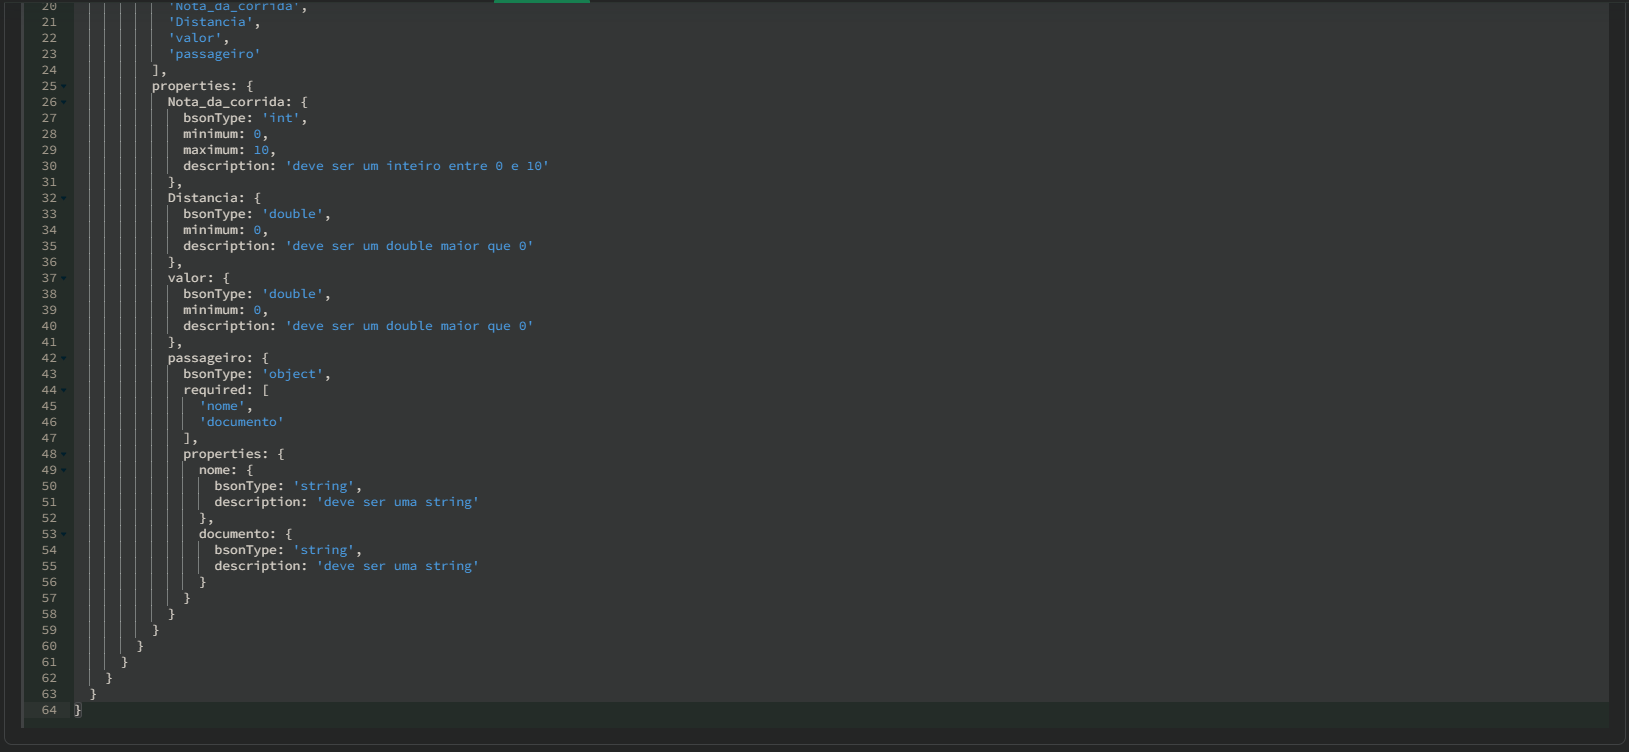 20 'Nota_da_corrida',
21 'Distancia',
22 'valor',
23 'passageiro'
24 ],
25 properties: {
26 Nota_da_corrida: {
27 bsonType: 'int',
28 minimum: 0,
29 maximum: 10,
30 description: 'deve ser um inteiro entre 0 e 10'
31 },
32 Distancia: {
33 bsonType: 'double',
34 minimum: 0,
35 description: 'deve ser um double maior que 0'
36 },
37 valor: {
38 bsonType: 'double',
39 minimum: 0,
40 description: 'deve ser um double maior que 0'
41 },
42 passageiro: {
43 bsonType: 'object',
44 required: [
45 'nome',
46 'documento'
47 ],
48 properties: {
49 nome: {
50 bsonType: 'string',
51 description: 'deve ser uma string'
52 },
53 documento: {
54 bsonType: 'string',
55 description: 'deve ser uma string'
56 }
57 }
58 }
59 }
60 }
61 }
62 }
63 }
64 }